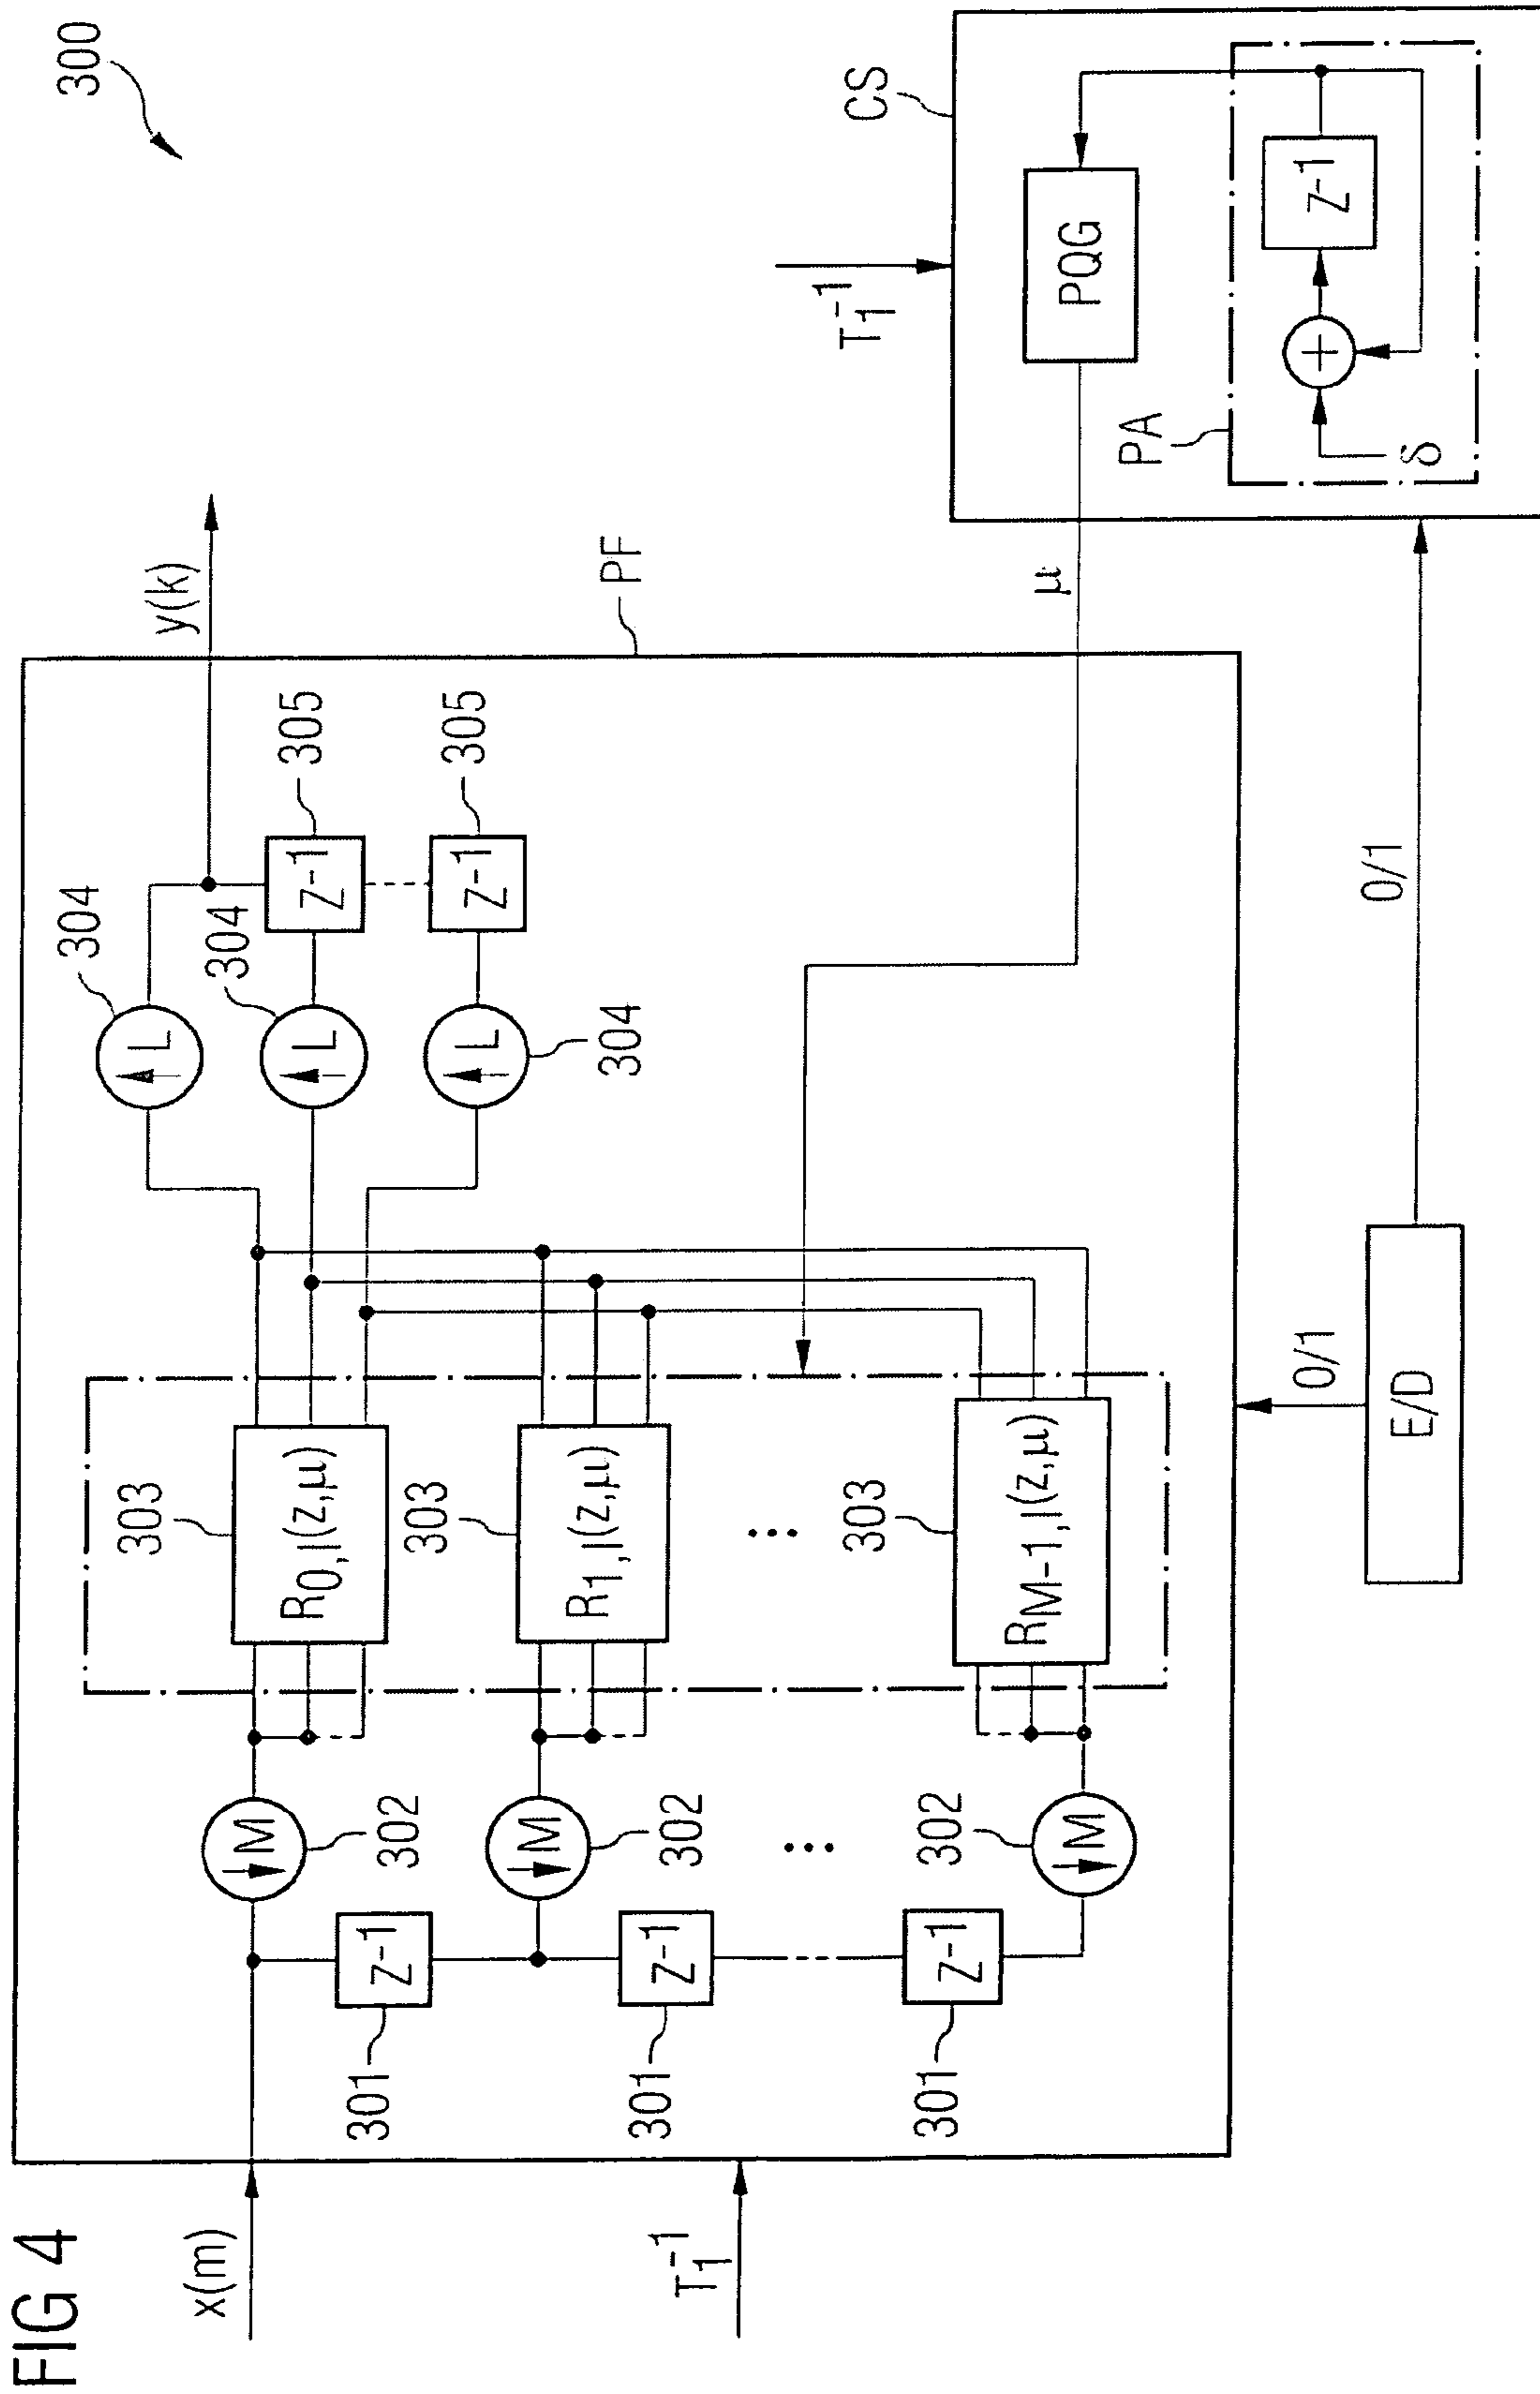 FIG 4
300
x(m)
T₁⁻¹
301
301
301
z⁻¹
z⁻¹
z⁻¹
↓M
↓M
↓M
302
302
302
...
303
303
303
R₀,l(z,μ)
R₁,l(z,μ)
...
R_M-1,l(z,μ)
304
304
304
↑L
↑L
↑L
z⁻¹
z⁻¹
305
305
y(k)
PF
μ
T₁⁻¹
CS
PQG
PA
+
z⁻¹
δ
E/D
0/1
0/1